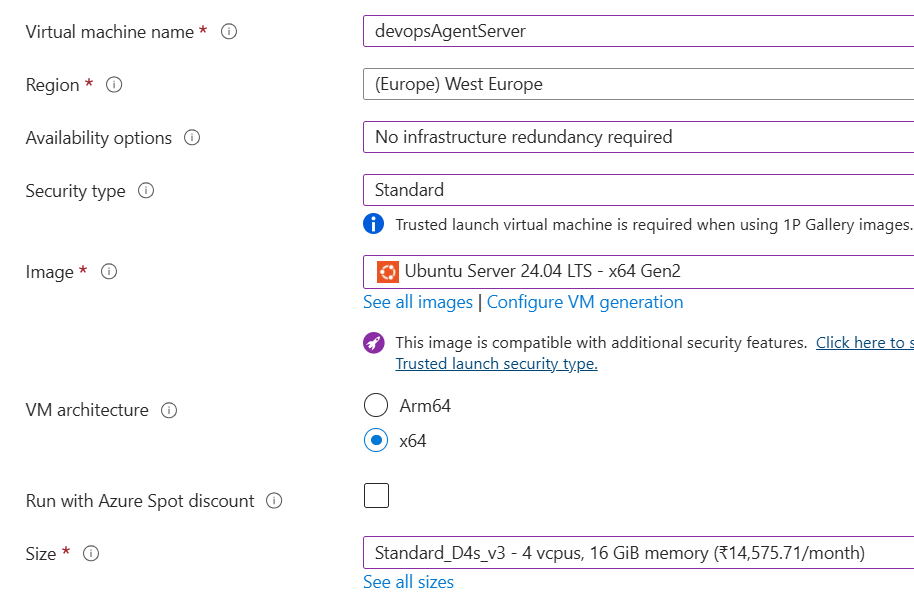 Virtual machine name *
devopsAgentServer
Region *
(Europe) West Europe
Availability options
No infrastructure redundancy required
Security type
Standard
Trusted launch virtual machine is required when using 1P Gallery images.
Image *
Ubuntu Server 24.04 LTS - x64 Gen2
See all images | Configure VM generation
This image is compatible with additional security features. Click here to s
Trusted launch security type.
VM architecture
Arm64
x64
Run with Azure Spot discount
Size *
Standard_D4s_v3 - 4 vcpus, 16 GiB memory (₹14,575.71/month)
See all sizes